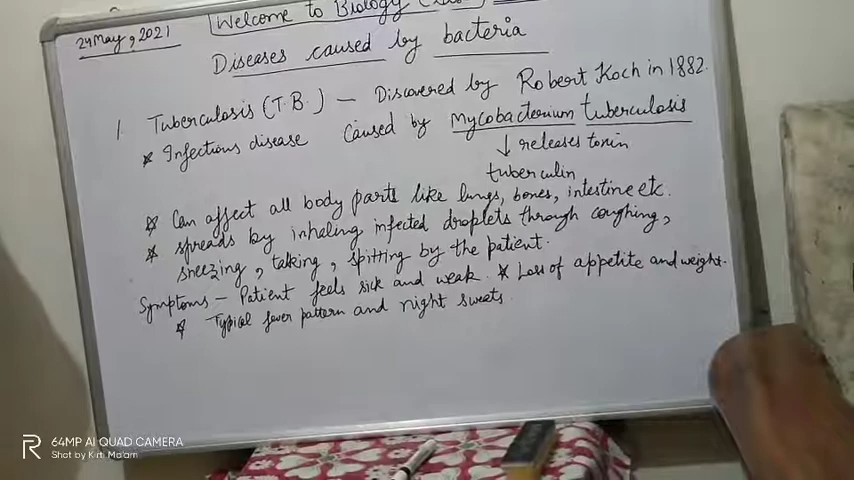 24 May, 2021
Welcome to Biology
Diseases caused by bacteria
1. Tuberculosis (T.B.) — Discovered by Robert Koch in 1882.
* Infectious disease caused by Mycobacterium tuberculosis
↓ releases toxin
tuberculin
* Can affect all body parts like lungs, bones, intestine etc.
* spreads by inhaling infected droplets through coughing,
sneezing, talking, spitting by the patient.
Symptoms — Patient feels sick and weak. * Loss of appetite and weight.
* Typical fever pattern and night sweats.
64MP AI QUAD CAMERA
Shot by Kirti Ma'am